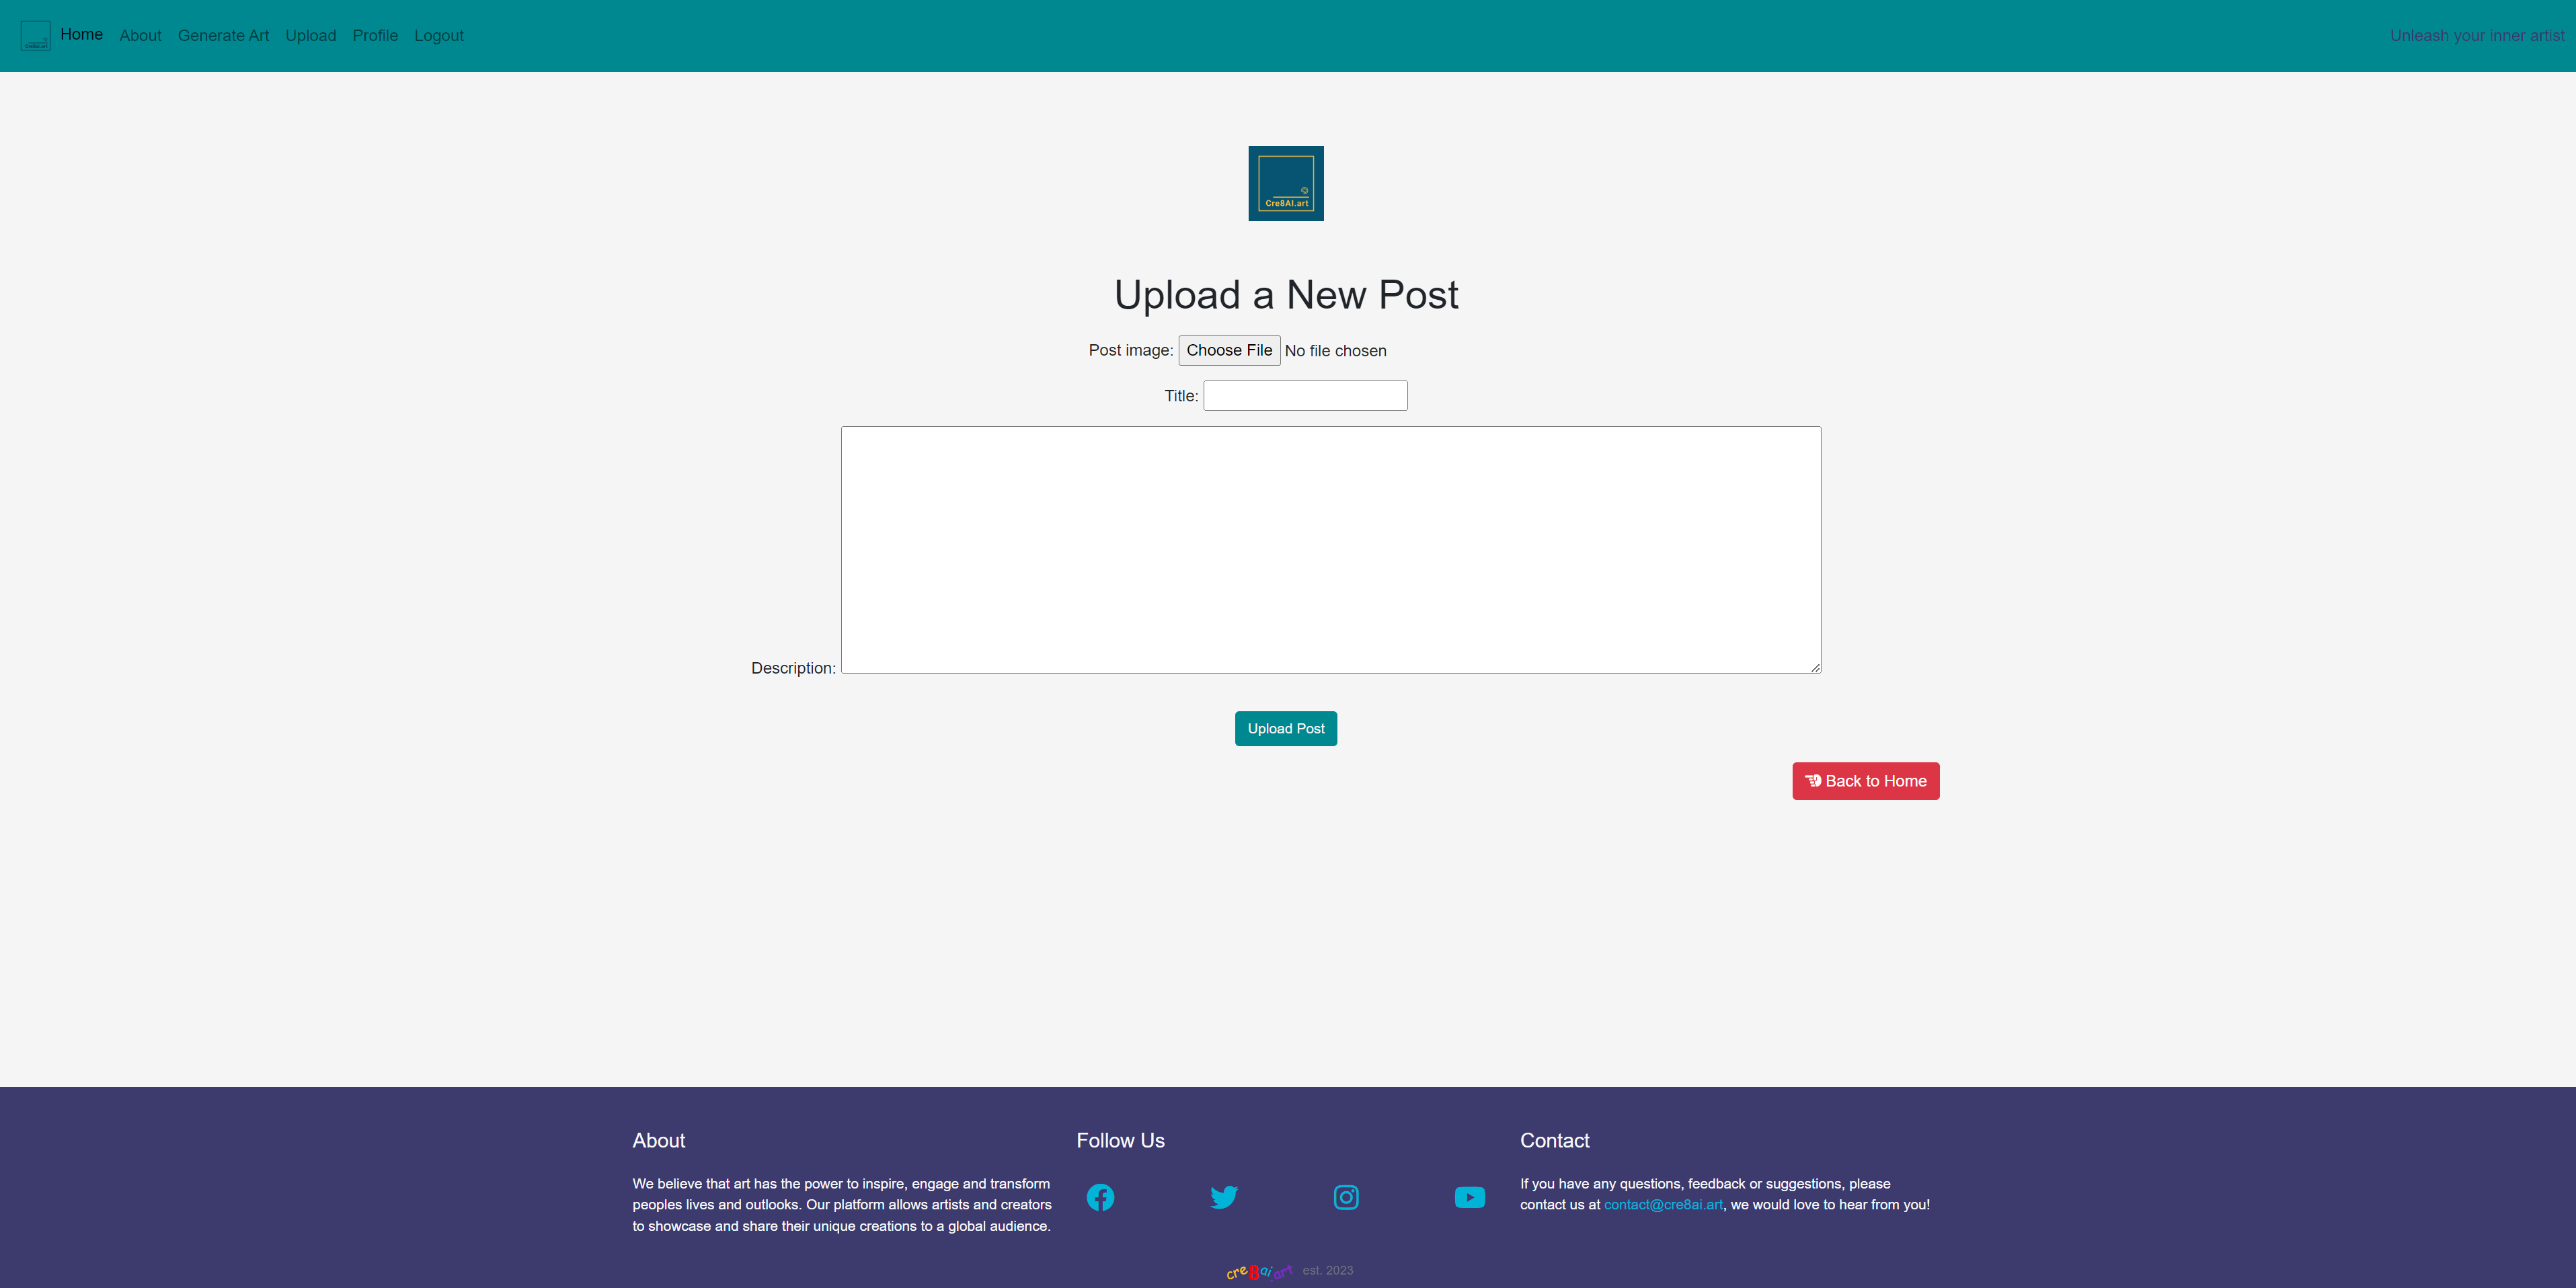 Cre8AI.art
Home About Generate Art Upload Profile Logout
Unleash your inner artist
Cre8AI.art
Upload a New Post
Post image: Choose File No file chosen
Title:
Description:
Upload Post
Back to Home
About
We believe that art has the power to inspire, engage and transform
peoples lives and outlooks. Our platform allows artists and creators
to showcase and share their unique creations to a global audience.
Follow Us
Contact
If you have any questions, feedback or suggestions, please
contact us at contact@cre8ai.art, we would love to hear from you!
cre8ai.art est. 2023